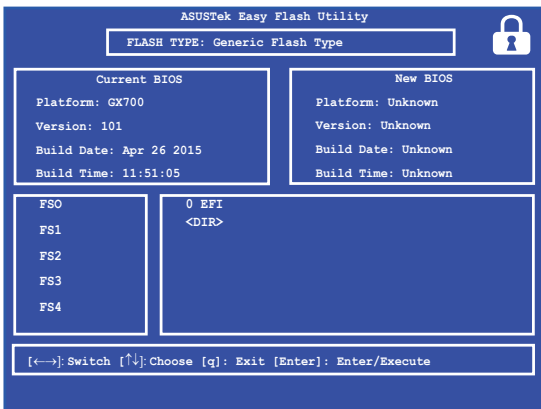 ASUSTek Easy Flash Utility
FLASH TYPE: Generic Flash Type
Current BIOS
Platform: GX700
Version: 101
Build Date: Apr 26 2015
Build Time: 11:51:05
New BIOS
Platform: Unknown
Version: Unknown
Build Date: Unknown
Build Time: Unknown
FSO
FS1
FS2
FS3
FS4
0 EFI
<DIR>
[←→]: Switch [↑↓]: Choose [q]: Exit [Enter]: Enter/Execute